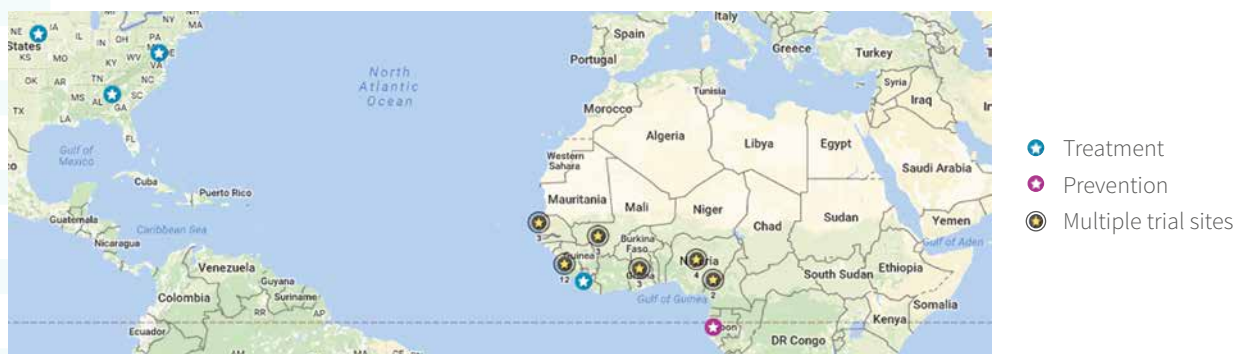 NE
IA
States
IL
IN
OH
PA
NY
MA
KS
MO
KY
WV
VA
OK
AR
TN
NC
MS
AL
GA
SC
TX
LA
FL
Gulf of
Mexico
Cuba
Puerto Rico
Guatemala
Caribbean Sea
Nicaragua
Venezuela
Guyana
Suriname
Colombia
RR
AP
Ecuador
North
Atlantic
Ocean
Italy
Spain
Portugal
Greece
Turkey
Tunisia
Syria
Iraq
Morocco
Algeria
Libya
Egypt
Western
Sahara
Saudi Arabia
Mauritania
Mali
Niger
Chad
Sudan
Yemen
Gulf of Aden
3
3
Burkina
Faso
Guinea
12
3
4
2
South Sudan
Ethiopia
Gulf of Guinea
Somalia
Kenya
DR Congo
Treatment
Prevention
Multiple trial sites